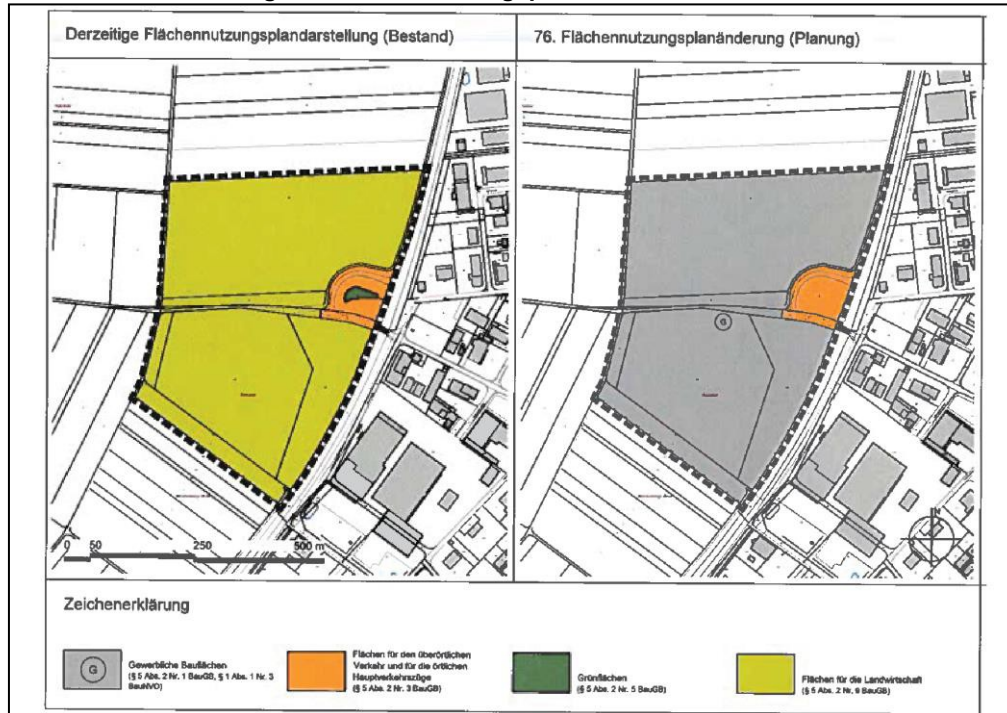 Derzeitige Flächennutzungsplandarstellung (Bestand)
76. Flächennutzungsplanänderung (Planung)
G
0 50 250 500 m
N
Zeichenerklärung
G
Gewerbliche Bauflächen
(§ 5 Abs. 2 Nr. 1 BauGB, § 1 Abs. 1 Nr. 3
BauNVO)
Flächen für den überörtlichen
Verkehr und für die örtlichen
Hauptverkehrszüge
(§ 5 Abs. 2 Nr. 3 BauGB)
Grünflächen
(§ 5 Abs. 2 Nr. 5 BauGB)
Flächen für die Landwirtschaft
(§ 5 Abs. 2 Nr. 9 BauGB)